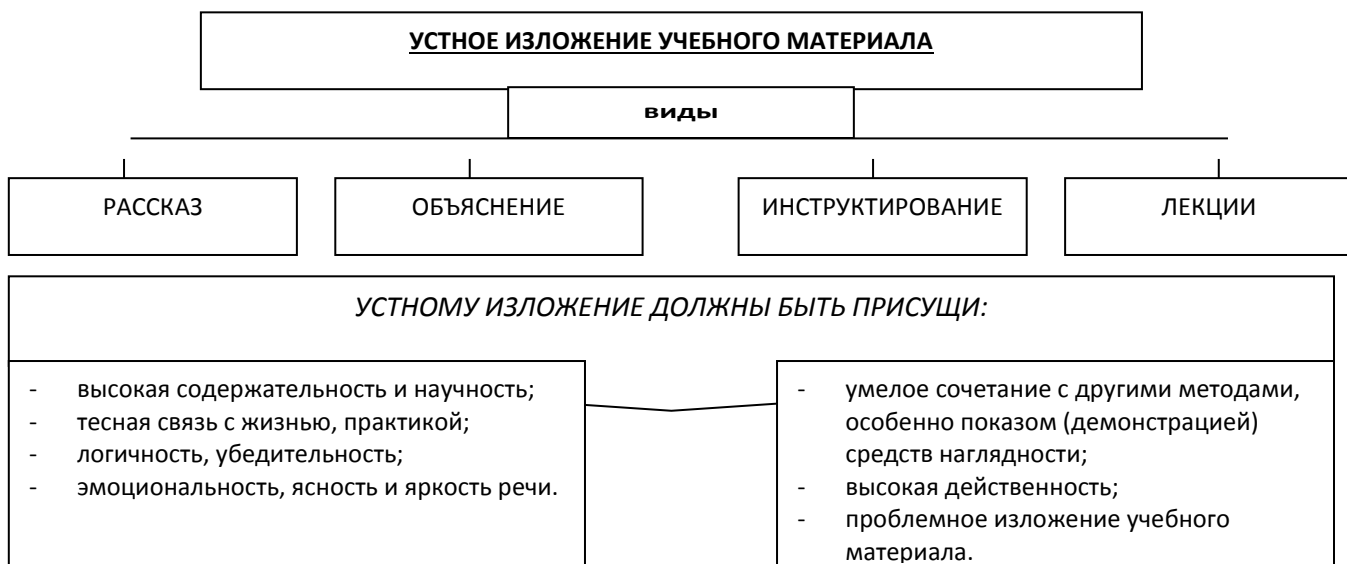 УСТНОЕ ИЗЛОЖЕНИЕ УЧЕБНОГО МАТЕРИАЛА
виды
РАССКАЗ
ОБЪЯСНЕНИЕ
ИНСТРУКТИРОВАНИЕ
ЛЕКЦИИ
УСТНОМУ ИЗЛОЖЕНИЕ ДОЛЖНЫ БЫТЬ ПРИСУЩИ:
- высокая содержательность и научность;
- тесная связь с жизнью, практикой;
- логичность, убедительность;
- эмоциональность, ясность и яркость речи.
- умелое сочетание с другими методами,
особенно показом (демонстрацией)
средств наглядности;
- высокая действенность;
- проблемное изложение учебного
материала.